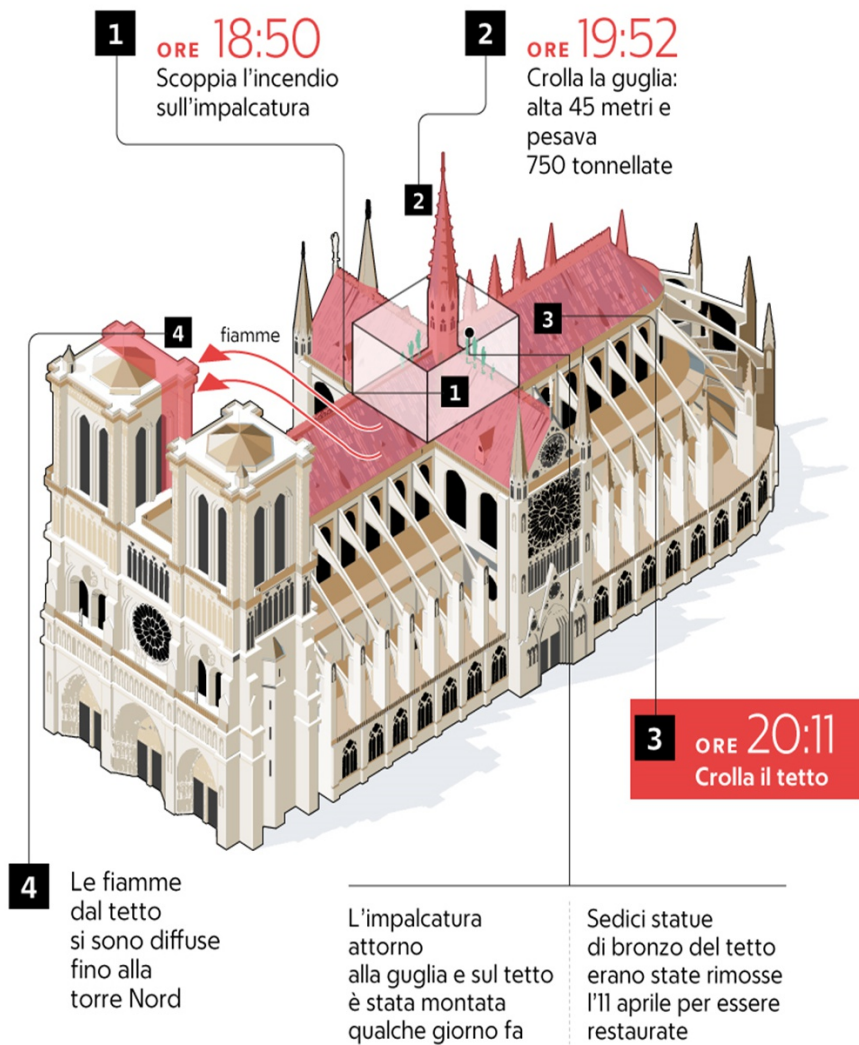 1
ORE 18:50
Scoppia l'incendio
sull'impalcatura
2
ORE 19:52
Crolla la guglia:
alta 45 metri e
pesava
750 tonnellate
2
4
fiamme
3
1
3
ORE 20:11
Crolla il tetto
4
Le fiamme
dal tetto
si sono diffuse
fino alla
torre Nord
L'impalcatura
attorno
alla guglia e sul tetto
è stata montata
qualche giorno fa
Sedici statue
di bronzo del tetto
erano state rimosse
l'11 aprile per essere
restaurate